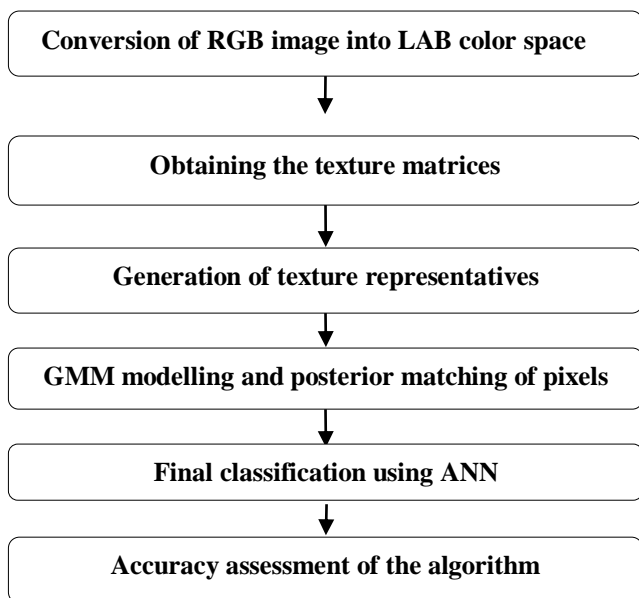 Conversion of RGB image into LAB color space
Obtaining the texture matrices
Generation of texture representatives
GMM modelling and posterior matching of pixels
Final classification using ANN
Accuracy assessment of the algorithm